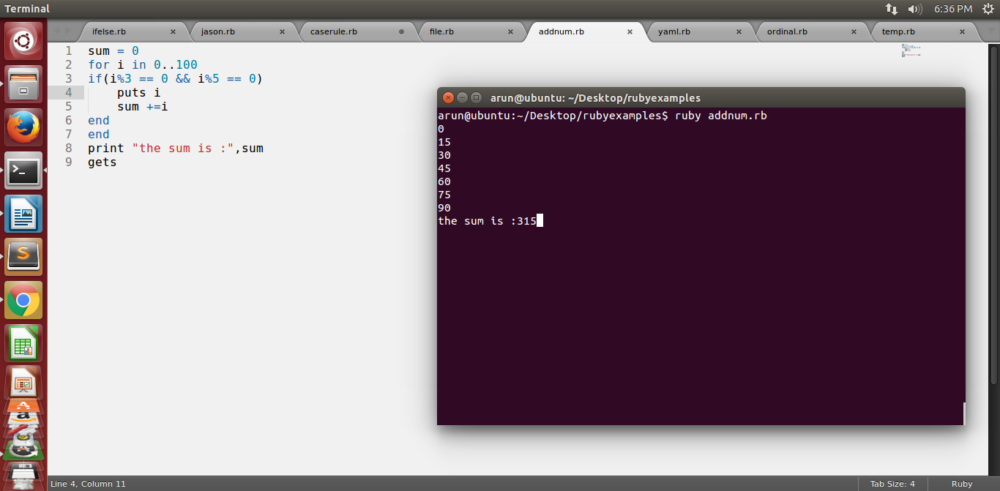 Terminal
6:36 PM
ifelse.rb
jason.rb
caserule.rb
file.rb
addnum.rb
yaml.rb
ordinal.rb
temp.rb
1 sum = 0
2 for i in 0..100
3 if(i%3 == 0 && i%5 == 0)
4     puts i
5     sum +=i
6 end
7 end
8 print "the sum is :",sum
9 gets
arun@ubuntu: ~/Desktop/rubyexamples
arun@ubuntu:~/Desktop/rubyexamples$ ruby addnum.rb
0
15
30
45
60
75
90
the sum is :315
S
a
Line 4, Column 11
Tab Size: 4
Ruby